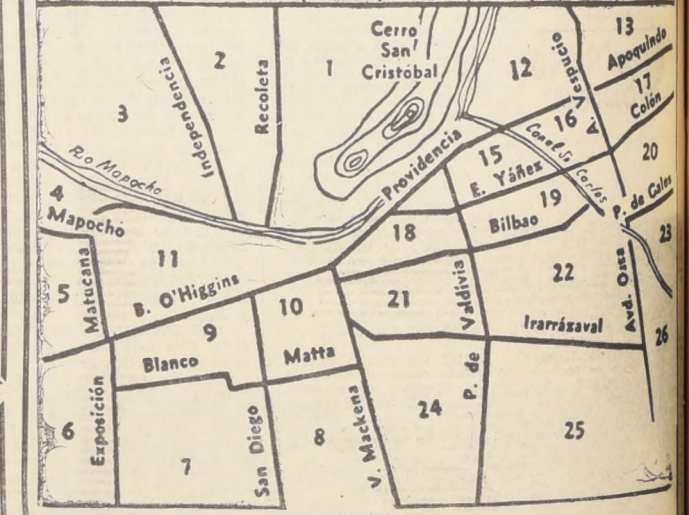 Cerro
San
Cristóbal
13
Apoquindo
12
A. Vespucio
2
1
3
Independencia
Recoleta
17
Colón
16
Canal Sn Carlos
Providencia
15
E. Yáñez
20
Rio Mapocho
4
Mapocho
19
P. de Gales
18
Bilbao
23
11
5
Matucana
B. O'Higgins
10
21
Valdivia
P. de
22
Avd. Ossa
9
Irarrázaval
26
Blanco
Matta
6
Exposición
7
San Diego
8
V. Mackena
24
25